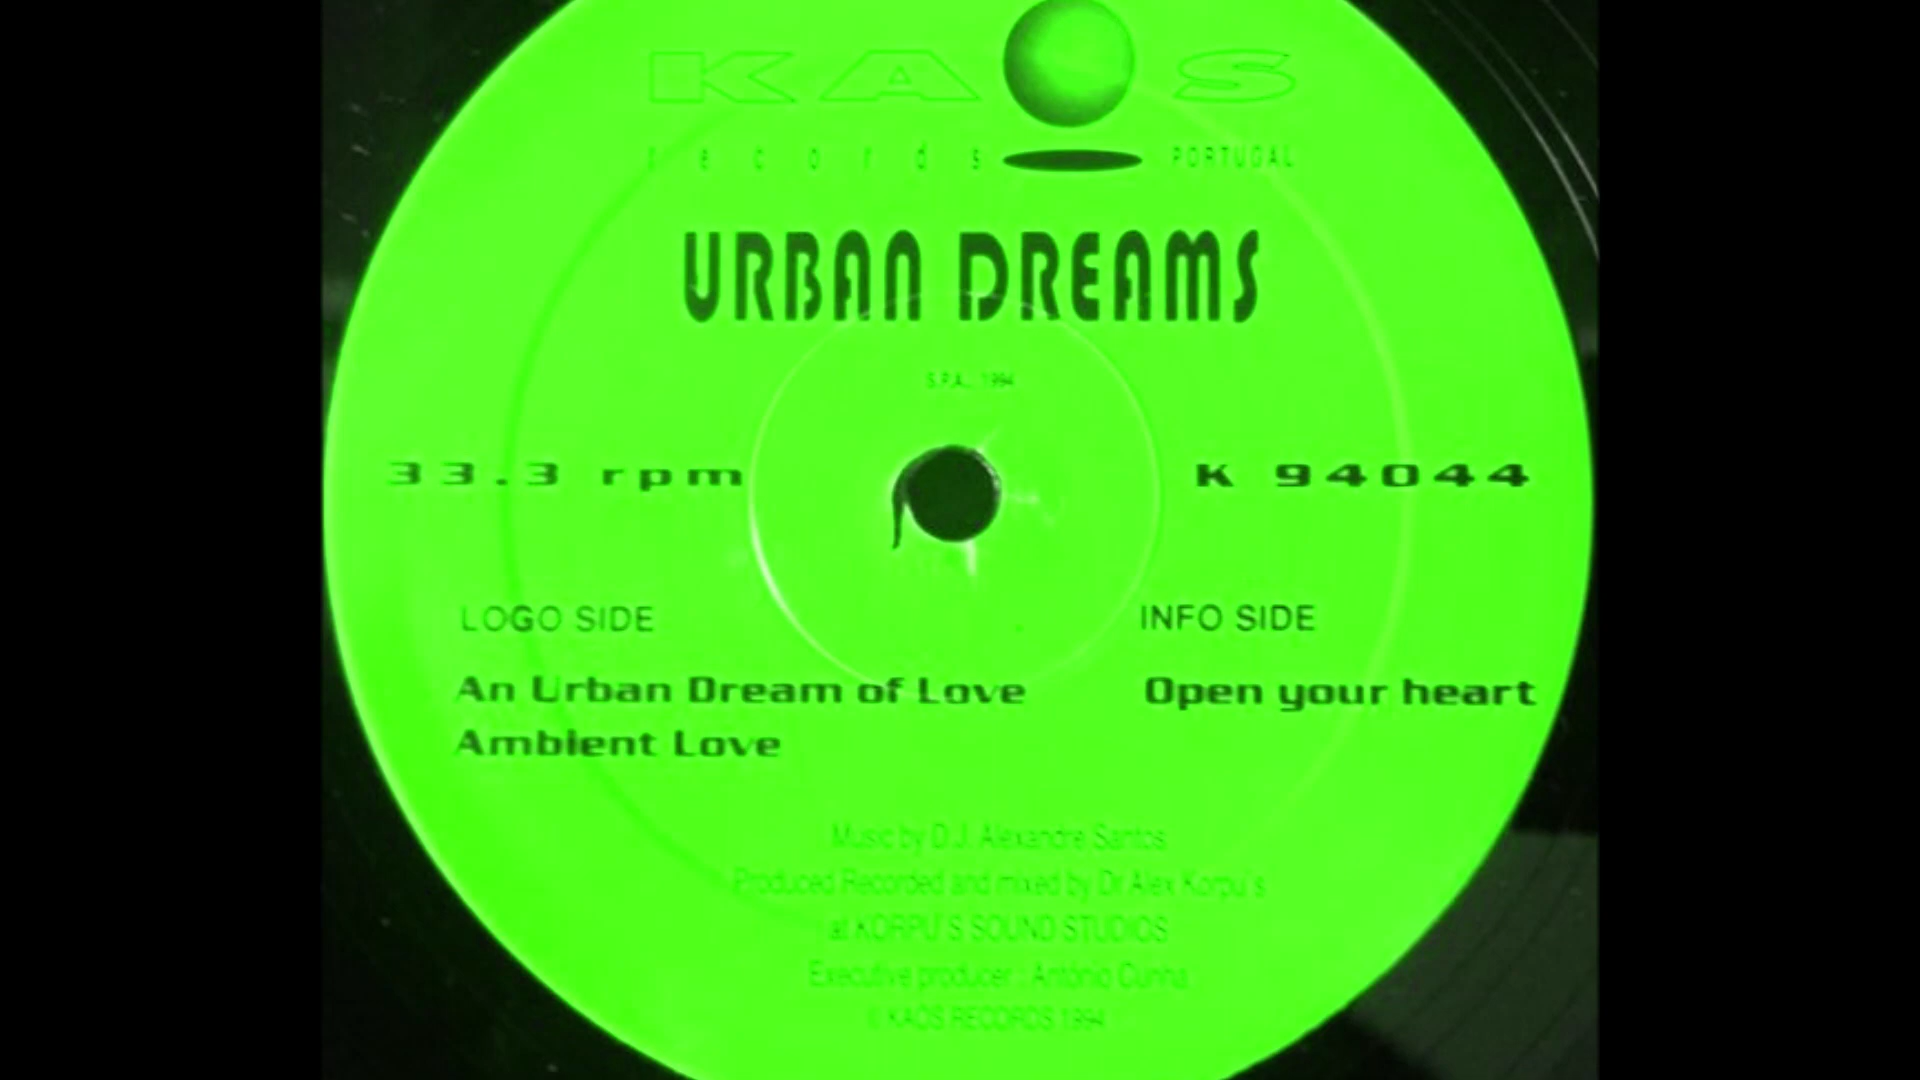 KAOS
records PORTUGAL
URBAN DREAMS
S.P.A.. 1994
33.3 rpm
K 94044
LOGO SIDE
INFO SIDE
An Urban Dream of Love
Open your heart
Ambient Love
Music by D.J. Alexandre Santos
Produced Recorded and mixed by Dr Alex Korpu's
at KORPU'S SOUND STUDIOS
Executive producer : António Cunha
© KAOS RECORDS 1994